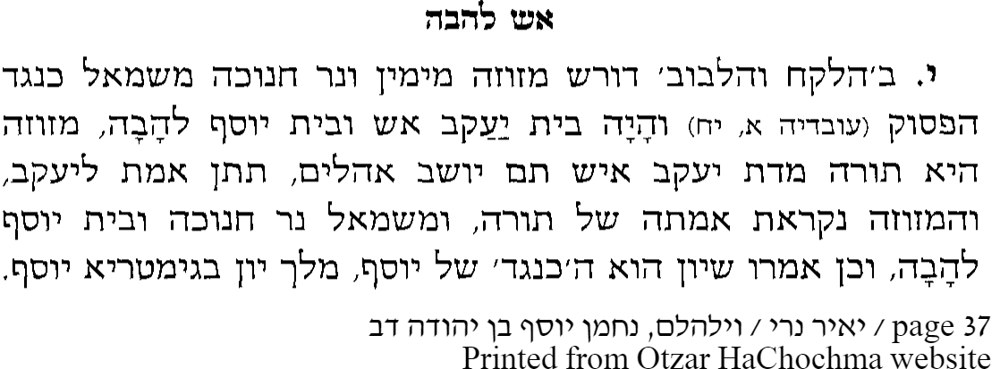 אש להבה
י. ב'הלקח והלבוב' דורש מזוזה מימין ונר חנוכה משמאל כנגד
הפסוק (עובדיה א, יח) והָיָה בית יַעֲקב אש ובית יוסף להָבָה, מזוזה
היא תורה מדת יעקב איש תם יושב אהלים, תתן אמת ליעקב,
והמזוזה נקראת אמתה של תורה, ומשמאל נר חנוכה ובית יוסף
להָבָה, וכן אמרו שיון הוא ה'כנגד' של יוסף, מלך יון בגימטריא יוסף.
יאיר נרי / וילהלם, נחמן יוסף בן יהודה דב / page 37
Printed from Otzar HaChochma website